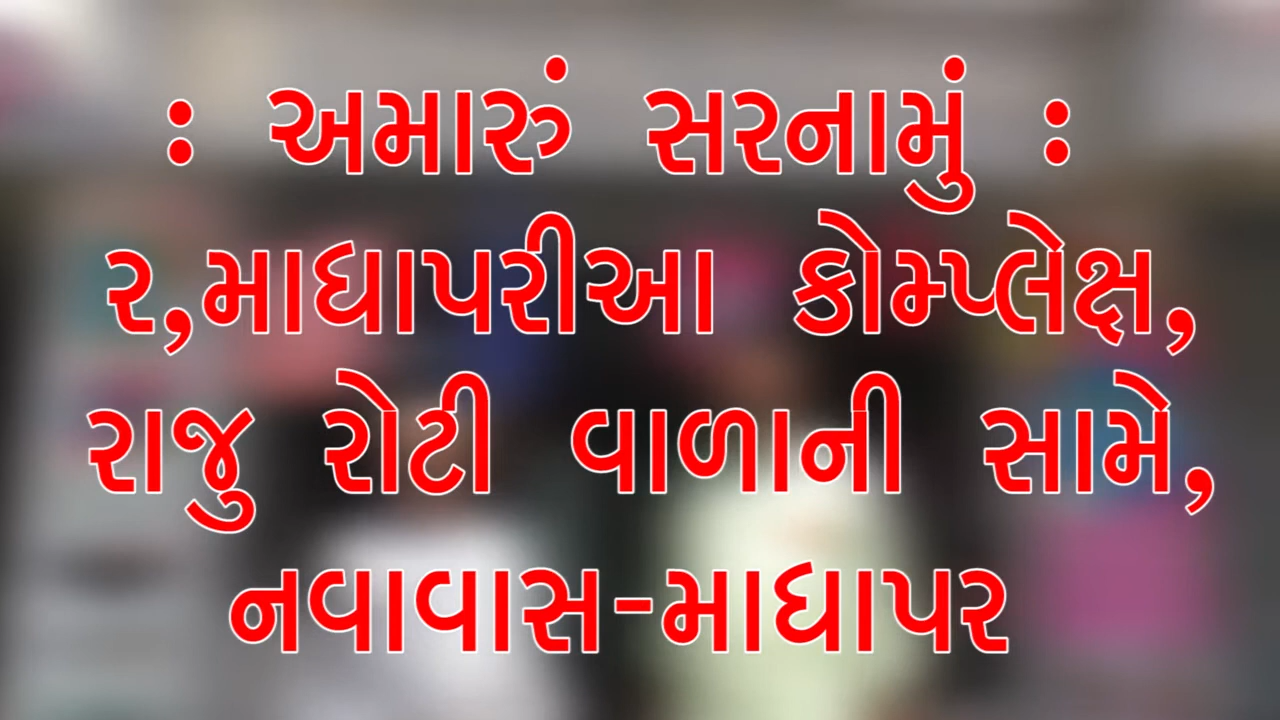 : અમારું સરનામું :
૨,માધાપરીઆ કોમ્પ્લેક્ષ,
રાજુ રોટી વાળાની સામે,
નવાવાસ-માધાપર